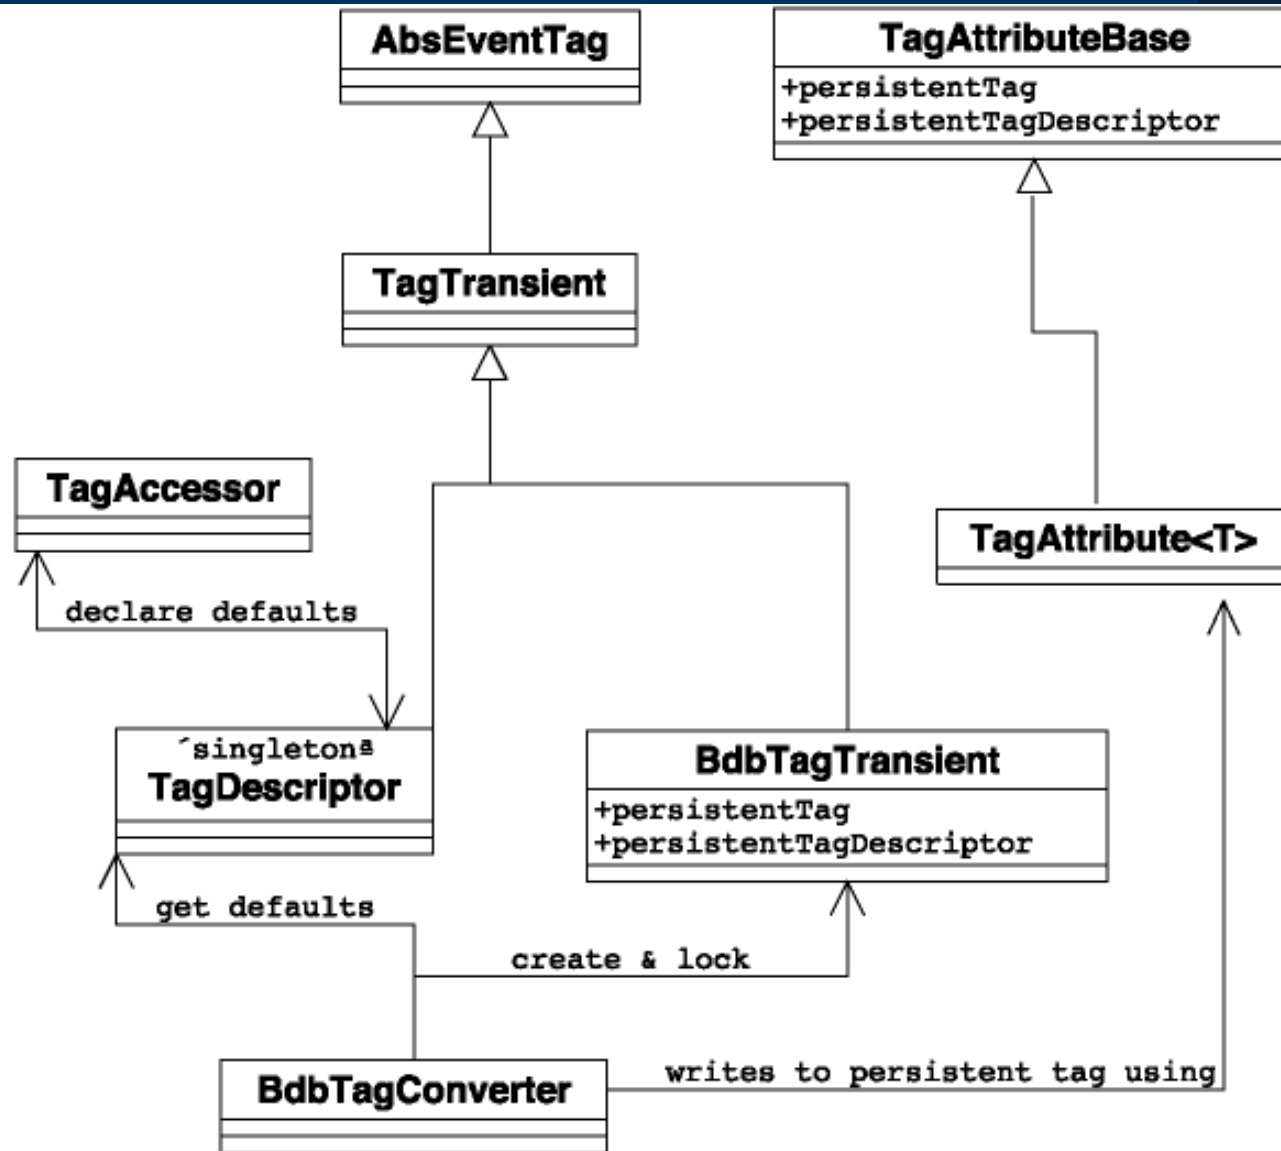 AbsEventTag
TagAttributeBase
+persistentTag
+persistentTagDescriptor
TagTransient
TagAccessor
TagAttribute<T>
declare defaults
´singletonª
TagDescriptor
BdbTagTransient
+persistentTag
+persistentTagDescriptor
get defaults
create & lock
BdbTagConverter
writes to persistent tag using